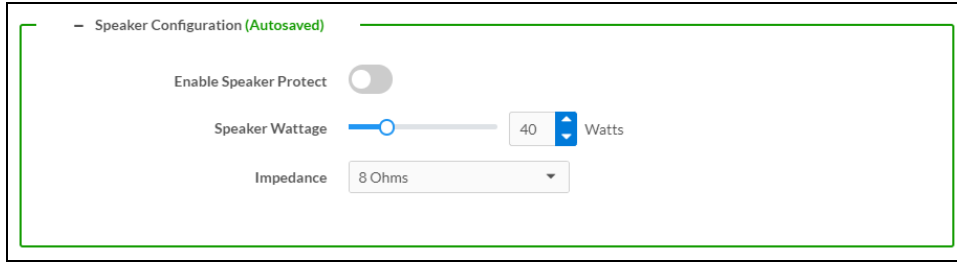 – Speaker Configuration (Autosaved)
Enable Speaker Protect
Speaker Wattage 40 Watts
Impedance 8 Ohms